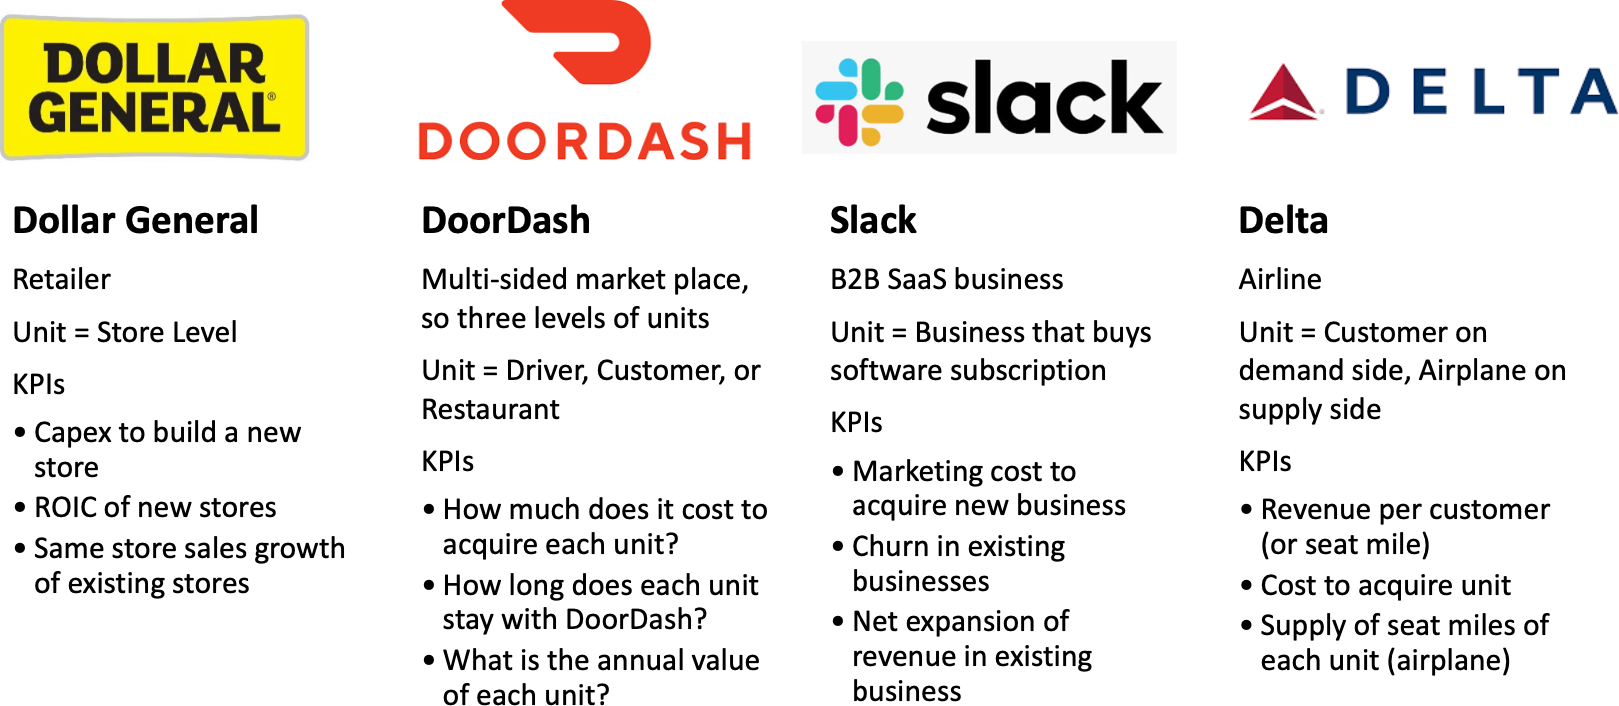 DOLLAR
GENERAL®
DOORDASH
slack
DELTA
Dollar General
Retailer
Unit = Store Level
KPIs
• Capex to build a new
store
• ROIC of new stores
• Same store sales growth
of existing stores
DoorDash
Multi-sided market place,
so three levels of units
Unit = Driver, Customer, or
Restaurant
KPIs
• How much does it cost to
acquire each unit?
• How long does each unit
stay with DoorDash?
• What is the annual value
of each unit?
Slack
B2B SaaS business
Unit = Business that buys
software subscription
KPIs
• Marketing cost to
acquire new business
• Churn in existing
businesses
• Net expansion of
revenue in existing
business
Delta
Airline
Unit = Customer on
demand side, Airplane on
supply side
KPIs
• Revenue per customer
(or seat mile)
• Cost to acquire unit
• Supply of seat miles of
each unit (airplane)